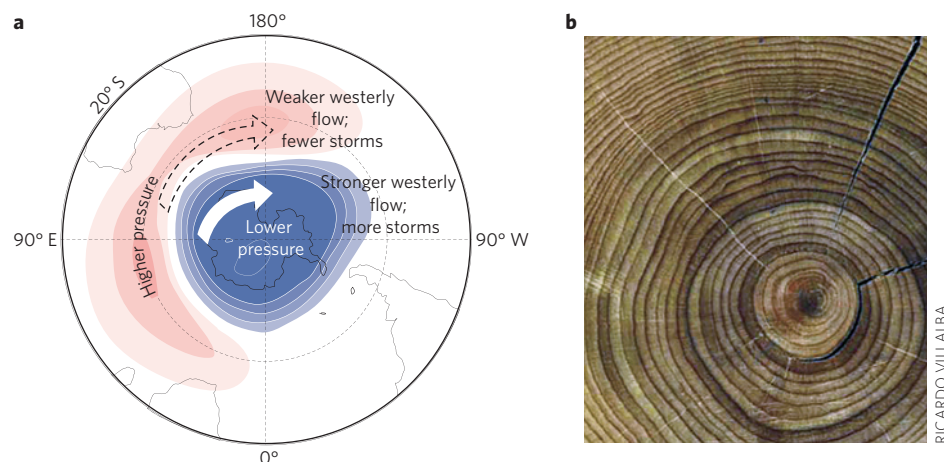 a
180°
b
20° S
Weaker westerly
flow;
fewer storms
Stronger westerly
flow;
more storms
Higher pressure
Lower
pressure
90° E
90° W
0°
RICARDO VILLALBA